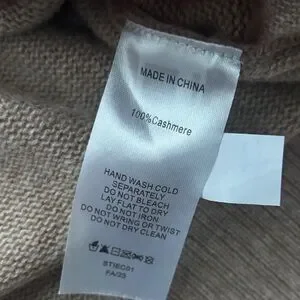 MADE IN CHINA
100%Cashmere
HAND WASH COLD
SEPARATELY
DO NOT BLEACH
LAY FLAT TO DRY
DO NOT IRON
DO NOT WRING OR TWIST
DO NOT DRY CLEAN